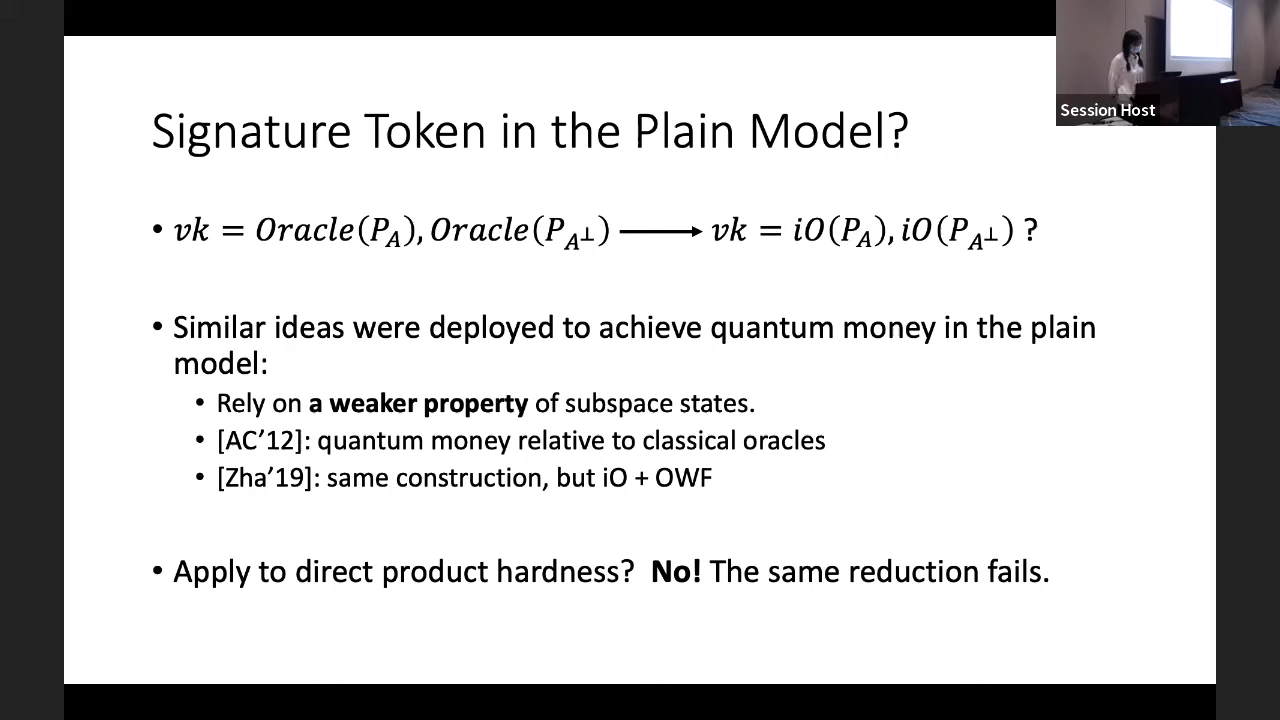 Session Host
Signature Token in the Plain Model?
• 𝑣𝑘 = 𝑂𝑟𝑎𝑐𝑙𝑒(𝑃_𝐴), 𝑂𝑟𝑎𝑐𝑙𝑒(𝑃_{𝐴^⊥}) ⟶ 𝑣𝑘 = 𝑖𝑂(𝑃_𝐴), 𝑖𝑂(𝑃_{𝐴^⊥}) ?
• Similar ideas were deployed to achieve quantum money in the plain
model:
• Rely on a weaker property of subspace states.
• [AC’12]: quantum money relative to classical oracles
• [Zha’19]: same construction, but iO + OWF
• Apply to direct product hardness? No! The same reduction fails.